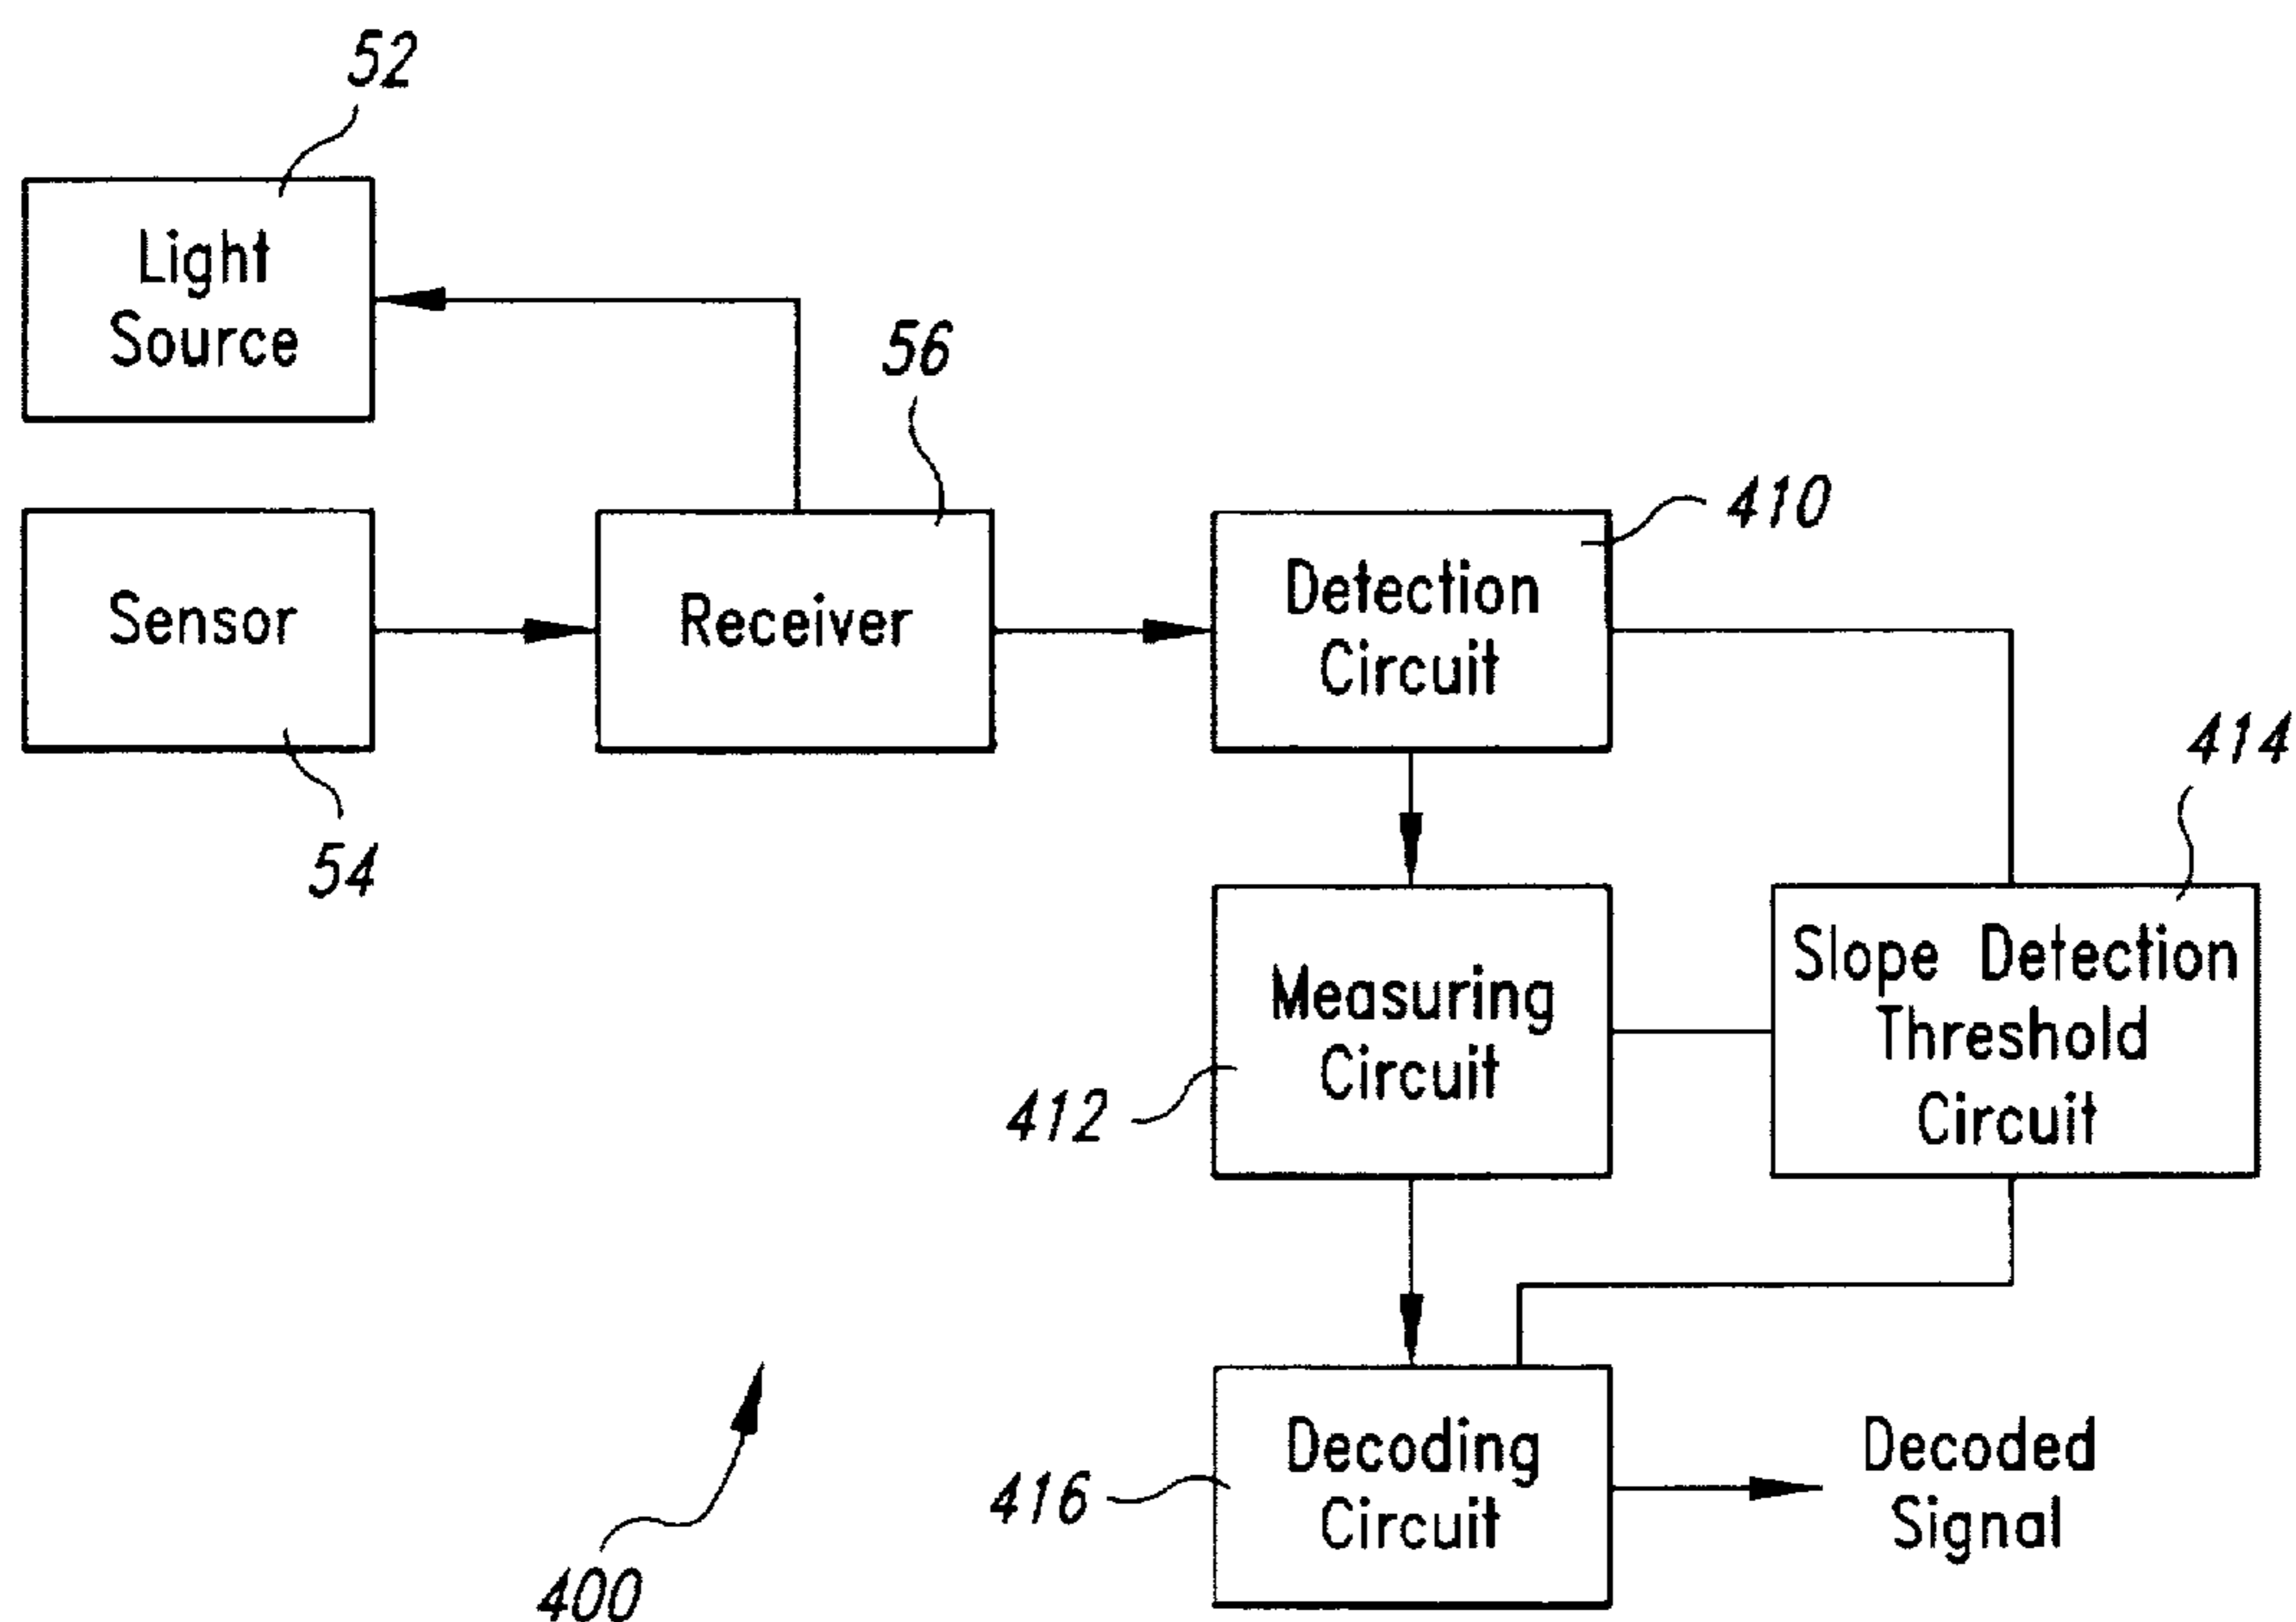 52
Light
Source
56
410
Sensor
Receiver
Detection
Circuit
54
414
Measuring
Circuit
Slope Detection
Threshold
Circuit
412
Decoding
Circuit
Decoded
Signal
416
400